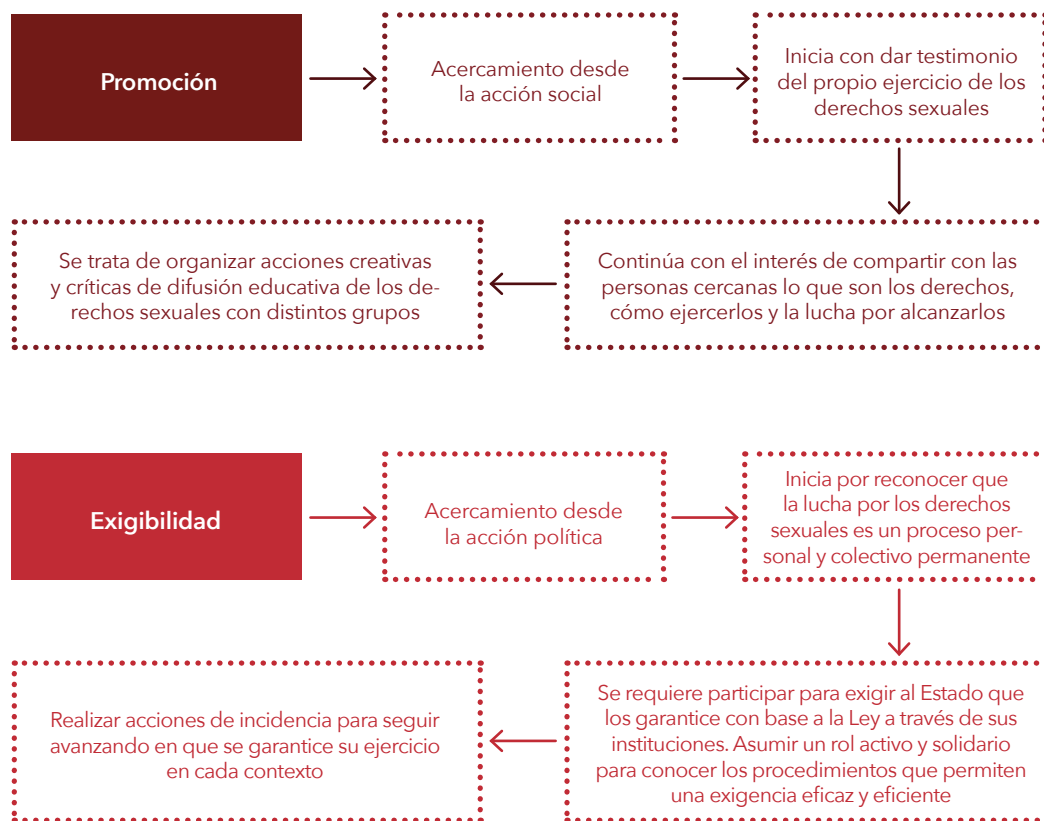 Promoción
Acercamiento desde
la acción social
Inicia con dar testimonio
del propio ejercicio de los
derechos sexuales
Continúa con el interés de compartir con las
personas cercanas lo que son los derechos,
cómo ejercerlos y la lucha por alcanzarlos
Se trata de organizar acciones creativas
y críticas de difusión educativa de los de-
rechos sexuales con distintos grupos
Exigibilidad
Acercamiento desde
la acción política
Inicia por reconocer que
la lucha por los derechos
sexuales es un proceso per-
sonal y colectivo permanente
Se requiere participar para exigir al Estado que
los garantice con base a la Ley a través de sus
instituciones. Asumir un rol activo y solidario
para conocer los procedimientos que permiten
una exigencia eficaz y eficiente
Realizar acciones de incidencia para seguir
avanzando en que se garantice su ejercicio
en cada contexto